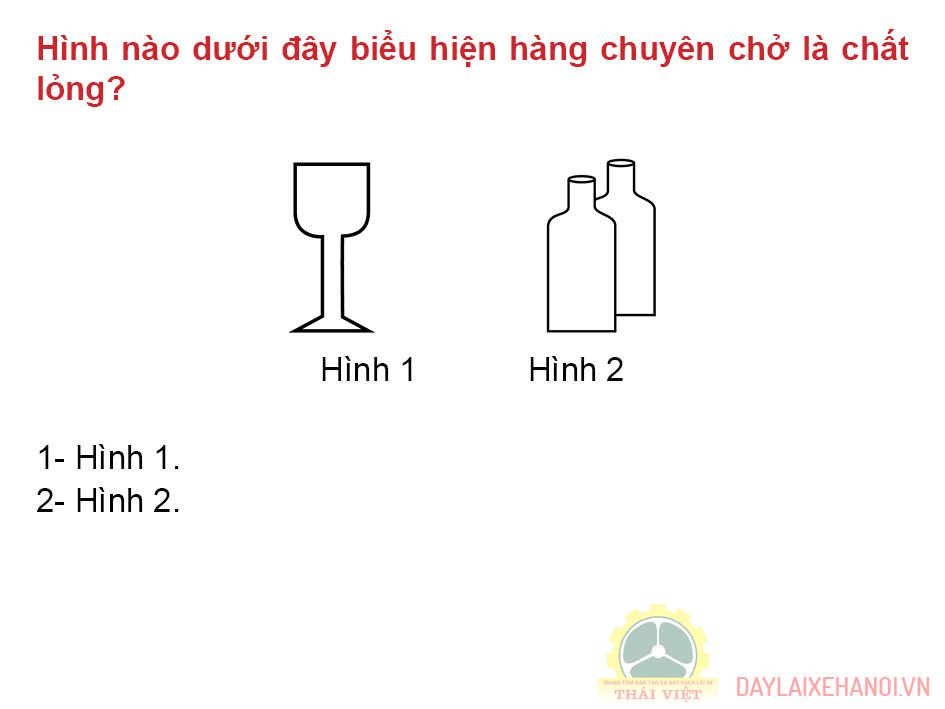 Hình nào dưới đây biểu hiện hàng chuyên chở là chất
lỏng?
Hình 1 Hình 2
1- Hình 1.
2- Hình 2.
TRUNG TÂM ĐÀO TẠO VÀ SÁT HẠCH LÁI XE
THÁI VIỆT
DAYLAIXEHANOI.VN